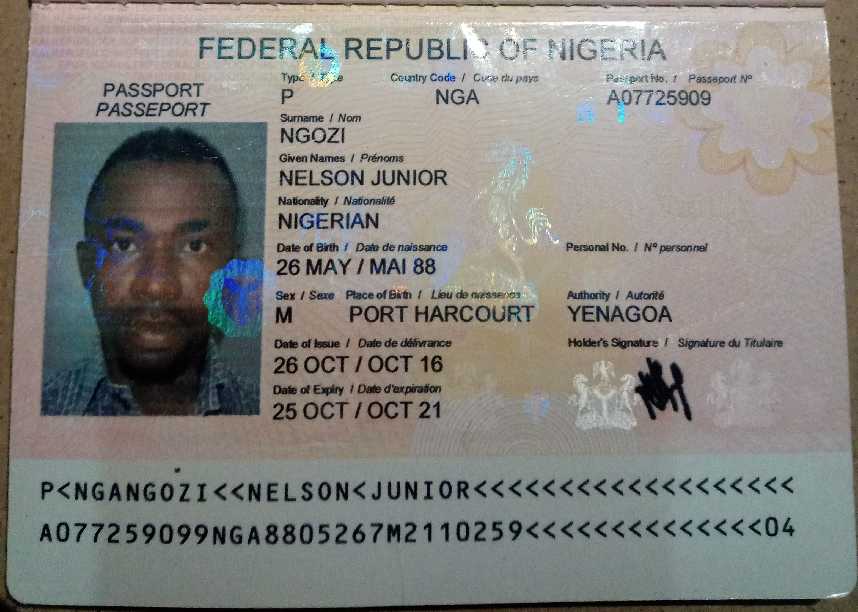 FEDERAL REPUBLIC OF NIGERIA
PASSPORT
PASSEPORT
Type / Type Country Code / Code du pays Passport No. / Passeport N°
P NGA A07725909
Surname / Nom
NGOZI
Given Names / Prénoms
NELSON JUNIOR
Nationality / Nationalité
NIGERIAN
Date of Birth / Date de naissance Personal No. / N° personnel
26 MAY / MAI 88
Sex / Sexe Place of Birth / Lieu de naissance Authority / Autorité
M PORT HARCOURT YENAGOA
Date of Issue / Date de délivrance Holder's Signature / Signature du Titulaire
26 OCT / OCT 16
Date of Expiry / Date d'expiration
25 OCT / OCT 21
P<NGANGOZI<<NELSON<JUNIOR<<<<<<<<<<<<<<<<<<<
A077259099NGA8805267M2110259<<<<<<<<<<<<<<04